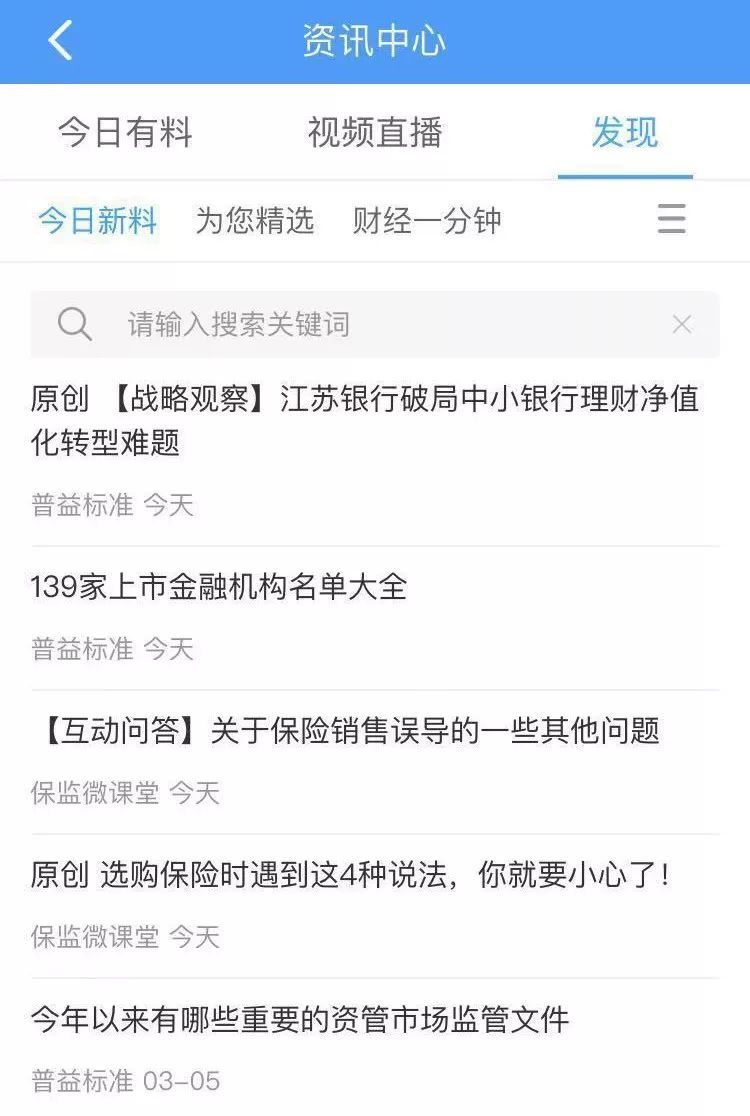 资讯中心
今日有料 视频直播 发现
今日新料 为您精选 财经一分钟
请输入搜索关键词
原创 【战略观察】江苏银行破局中小银行理财净值
化转型难题
普益标准 今天
139家上市金融机构名单大全
普益标准 今天
【互动问答】关于保险销售误导的一些其他问题
保监微课堂 今天
原创 选购保险时遇到这4种说法，你就要小心了！
保监微课堂 今天
今年以来有哪些重要的资管市场监管文件
普益标准 03-05